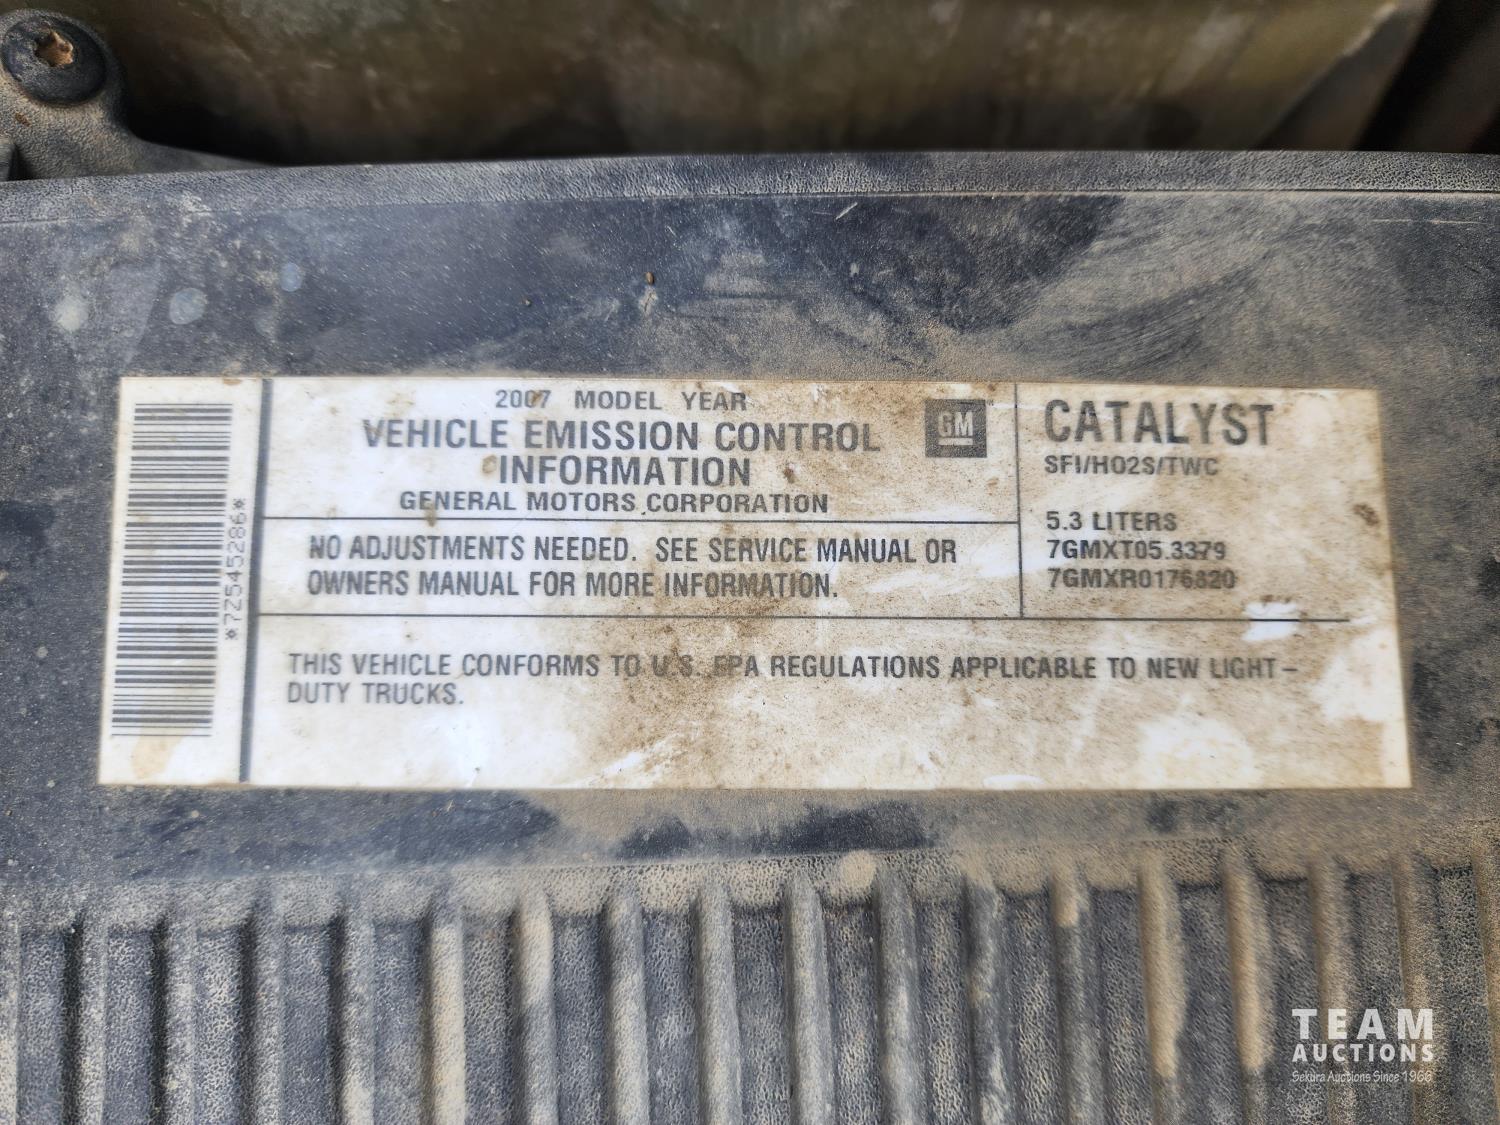 *72545286*
2007 MODEL YEAR
VEHICLE EMISSION CONTROL
INFORMATION
GENERAL MOTORS CORPORATION
GM
NO ADJUSTMENTS NEEDED. SEE SERVICE MANUAL OR
OWNERS MANUAL FOR MORE INFORMATION.
CATALYST
SFI/HO2S/TWC
5.3 LITERS
7GMXT05.3379
7GMXR0176820
THIS VEHICLE CONFORMS TO U.S. EPA REGULATIONS APPLICABLE TO NEW LIGHT-
DUTY TRUCKS.
TEAM
AUCTIONS
Sekura Auctions Since 1966